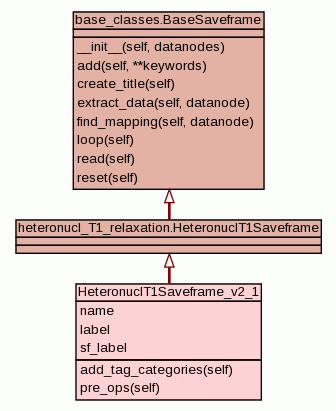 base_classes.BaseSaveframe
__init__(self, datanodes)
add(self, **keywords)
create_title(self)
extract_data(self, datanode)
find_mapping(self, datanode)
loop(self)
read(self)
reset(self)
heteronucl_T1_relaxation.HeteronuclT1Saveframe
HeteronuclT1Saveframe_v2_1
name
label
sf_label
add_tag_categories(self)
pre_ops(self)